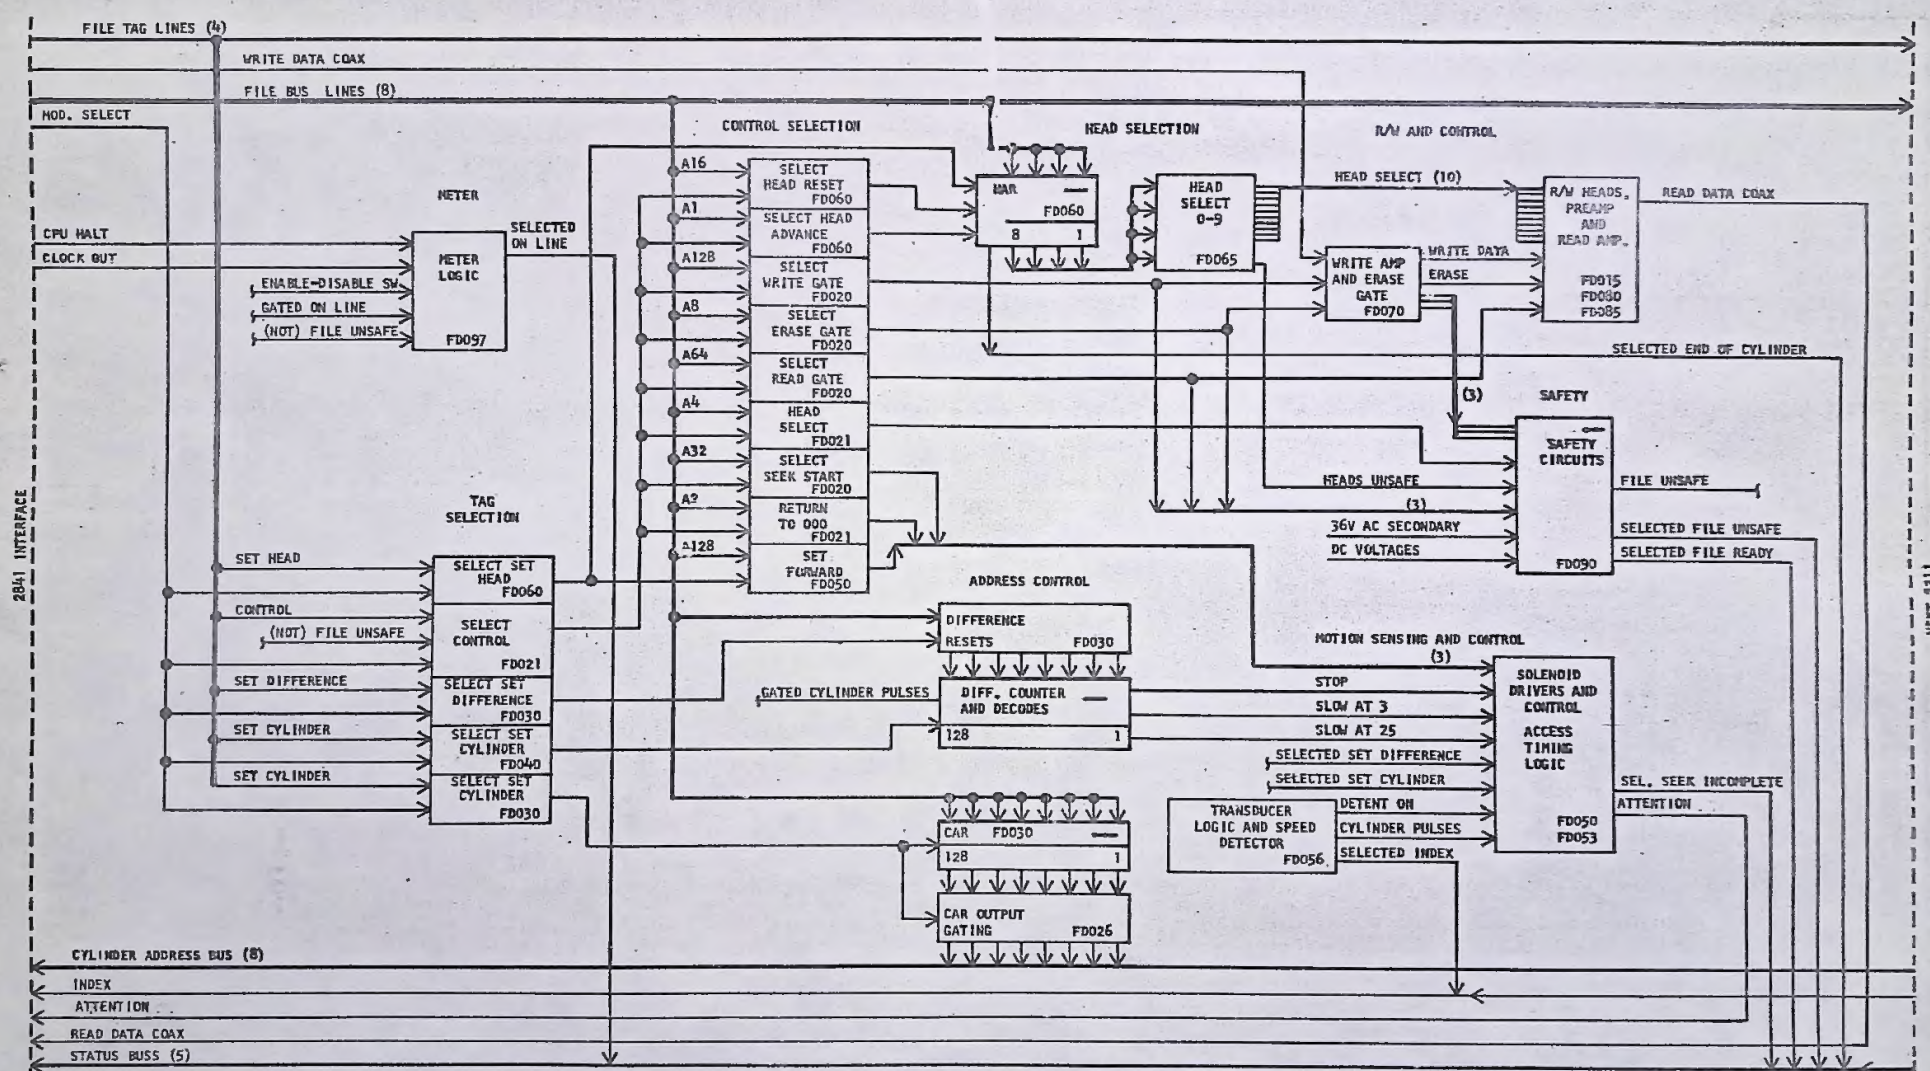 FILE TAG LINES (4)
WRITE DATA COAX
FILE BUS LINES (8)
MOD. SELECT
CONTROL SELECTION
HEAD SELECTION
R/W AND CONTROL
METER
CPU HALT
CLOCK OUT
ENABLE-DISABLE SW
GATED ON LINE
(NOT) FILE UNSAFE
METER
LOGIC
FD097
SELECTED
ON LINE
A16
A1
A128
A8
A64
A4
A32
A128
SELECT
HEAD RESET
FD060
SELECT HEAD
ADVANCE
FD060
SELECT
WRITE GATE
FD020
SELECT
ERASE GATE
FD020
SELECT
READ GATE
FD020
HEAD
SELECT
FD021
SELECT
SEEK START
FD020
RETURN
TO 000
FD021
SET
FORWARD
FD050
HAR
FD060
8 1
HEAD
SELECT
0-9
FD065
HEAD SELECT (10)
R/W HEADS,
PREAMP
AND
READ AMP.
FD075
FD080
FD085
READ DATA COAX
WRITE AMP
AND ERASE
GATE
FD070
WRITE DATA
ERASE
SELECTED END OF CYLINDER
(3)
SAFETY
SAFETY
CIRCUITS
FD090
HEADS UNSAFE
(3)
36V AC SECONDARY
DC VOLTAGES
FILE UNSAFE
SELECTED FILE UNSAFE
SELECTED FILE READY
2841 INTERFACE
TAG
SELECTION
SET HEAD
CONTROL
(NOT) FILE UNSAFE
SET DIFFERENCE
SET CYLINDER
SET CYLINDER
SELECT SET
HEAD
FD060
SELECT
CONTROL
FD021
SELECT SET
DIFFERENCE
FD030
SELECT SET
CYLINDER
FD040
SELECT SET
CYLINDER
FD030
ADDRESS CONTROL
DIFFERENCE
RESETS FD030
GATED CYLINDER PULSES
DIFF. COUNTER
AND DECODES
128 1
CAR FD030
128 1
CAR OUTPUT
GATING FD026
MOTION SENSING AND CONTROL
(3)
STOP
SLOW AT 3
SLOW AT 25
SELECTED SET DIFFERENCE
SELECTED SET CYLINDER
DETENT ON
CYLINDER PULSES
SELECTED INDEX
TRANSDUCER
LOGIC AND SPEED
DETECTOR
FD056
SOLENOID
DRIVERS AND
CONTROL
ACCESS
TIMING
LOGIC
FD050
FD053
SEL. SEEK INCOMPLETE
ATTENTION
CYLINDER ADDRESS BUS (8)
INDEX
ATTENTION
READ DATA COAX
STATUS BUSS (5)